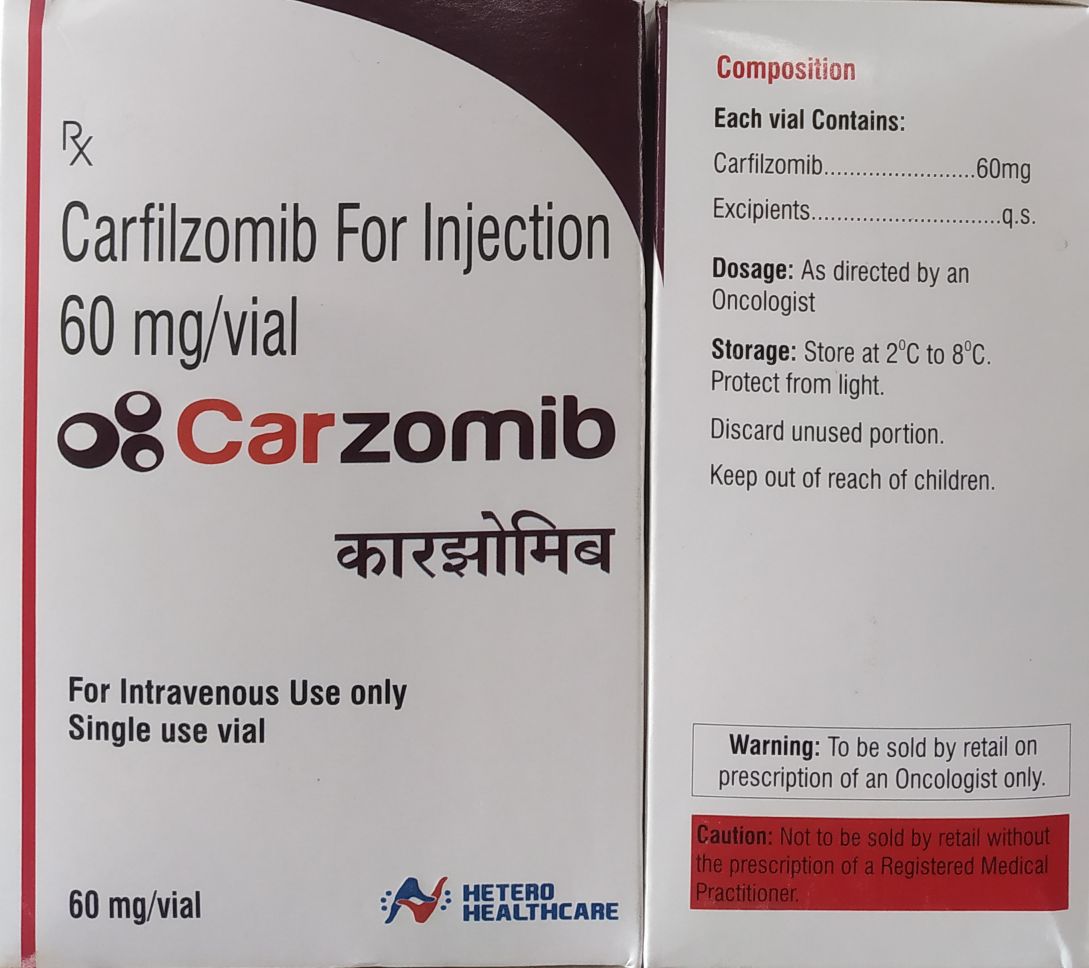 Rx
Carfilzomib For Injection
60 mg/vial
Carzomib
कारझोमिब
For Intravenous Use only
Single use vial
60 mg/vial
HETERO
HEALTHCARE
Composition
Each vial Contains:
Carfilzomib........................60mg
Excipients..............................q.s.
Dosage: As directed by an
Oncologist
Storage: Store at 2⁰C to 8⁰C.
Protect from light.
Discard unused portion.
Keep out of reach of children.
Warning: To be sold by retail on
prescription of an Oncologist only.
Caution: Not to be sold by retail without
the prescription of a Registered Medical
Practitioner.